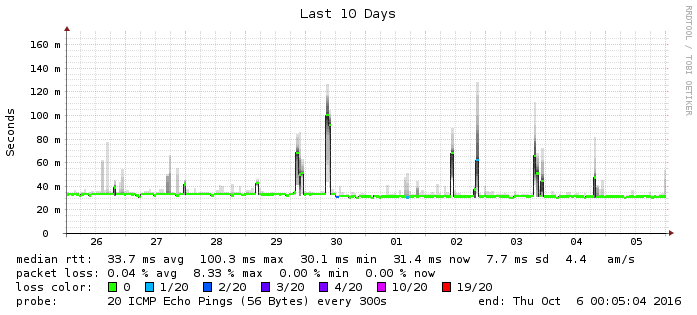 Last 10 Days
RRDTOOL / TOBI OETIKER
Seconds
160 m
140 m
120 m
100 m
80 m
60 m
40 m
20 m
0
26 27 28 29 30 01 02 03 04 05
median rtt: 33.7 ms avg 100.3 ms max 30.1 ms min 31.4 ms now 7.7 ms sd 4.4 am/s
packet loss: 0.04 % avg 8.33 % max 0.00 % min 0.00 % now
loss color: 0 1/20 2/20 3/20 4/20 10/20 19/20
probe: 20 ICMP Echo Pings (56 Bytes) every 300s end: Thu Oct 6 00:05:04 2016